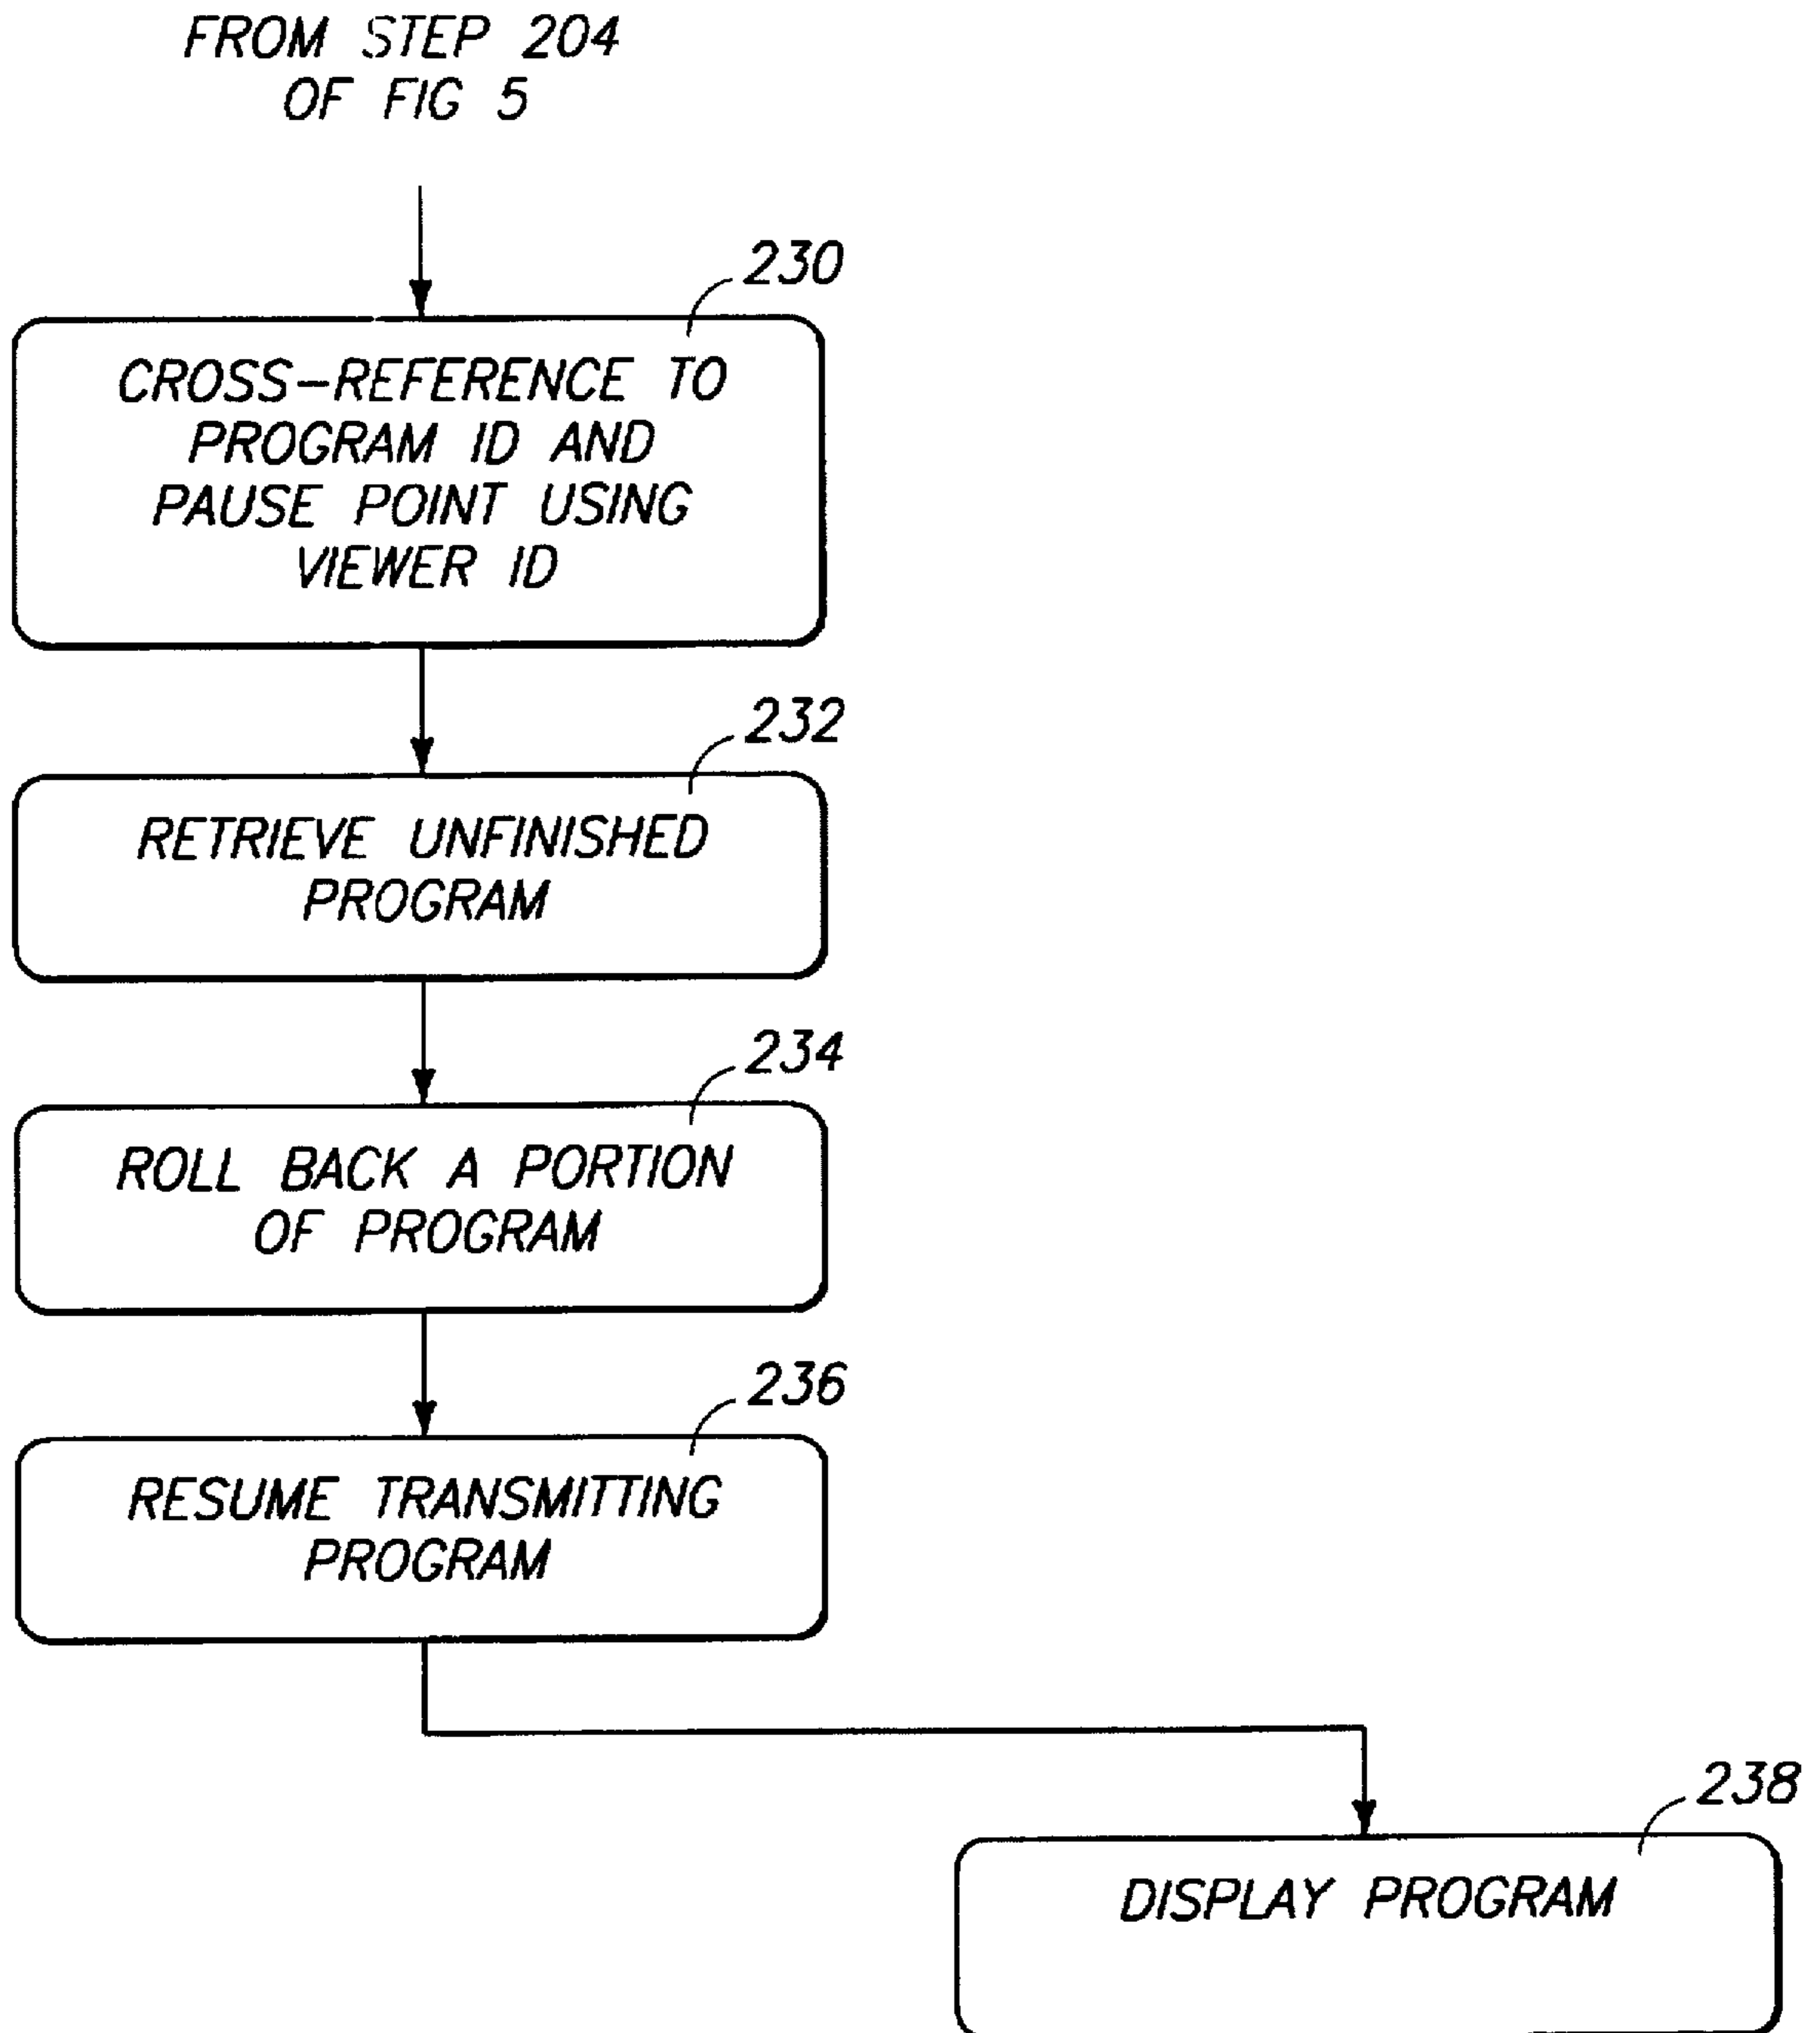 FROM STEP 204
OF FIG 5
230
CROSS-REFERENCE TO
PROGRAM ID AND
PAUSE POINT USING
VIEWER ID
232
RETRIEVE UNFINISHED
PROGRAM
234
ROLL BACK A PORTION
OF PROGRAM
236
RESUME TRANSMITTING
PROGRAM
238
DISPLAY PROGRAM